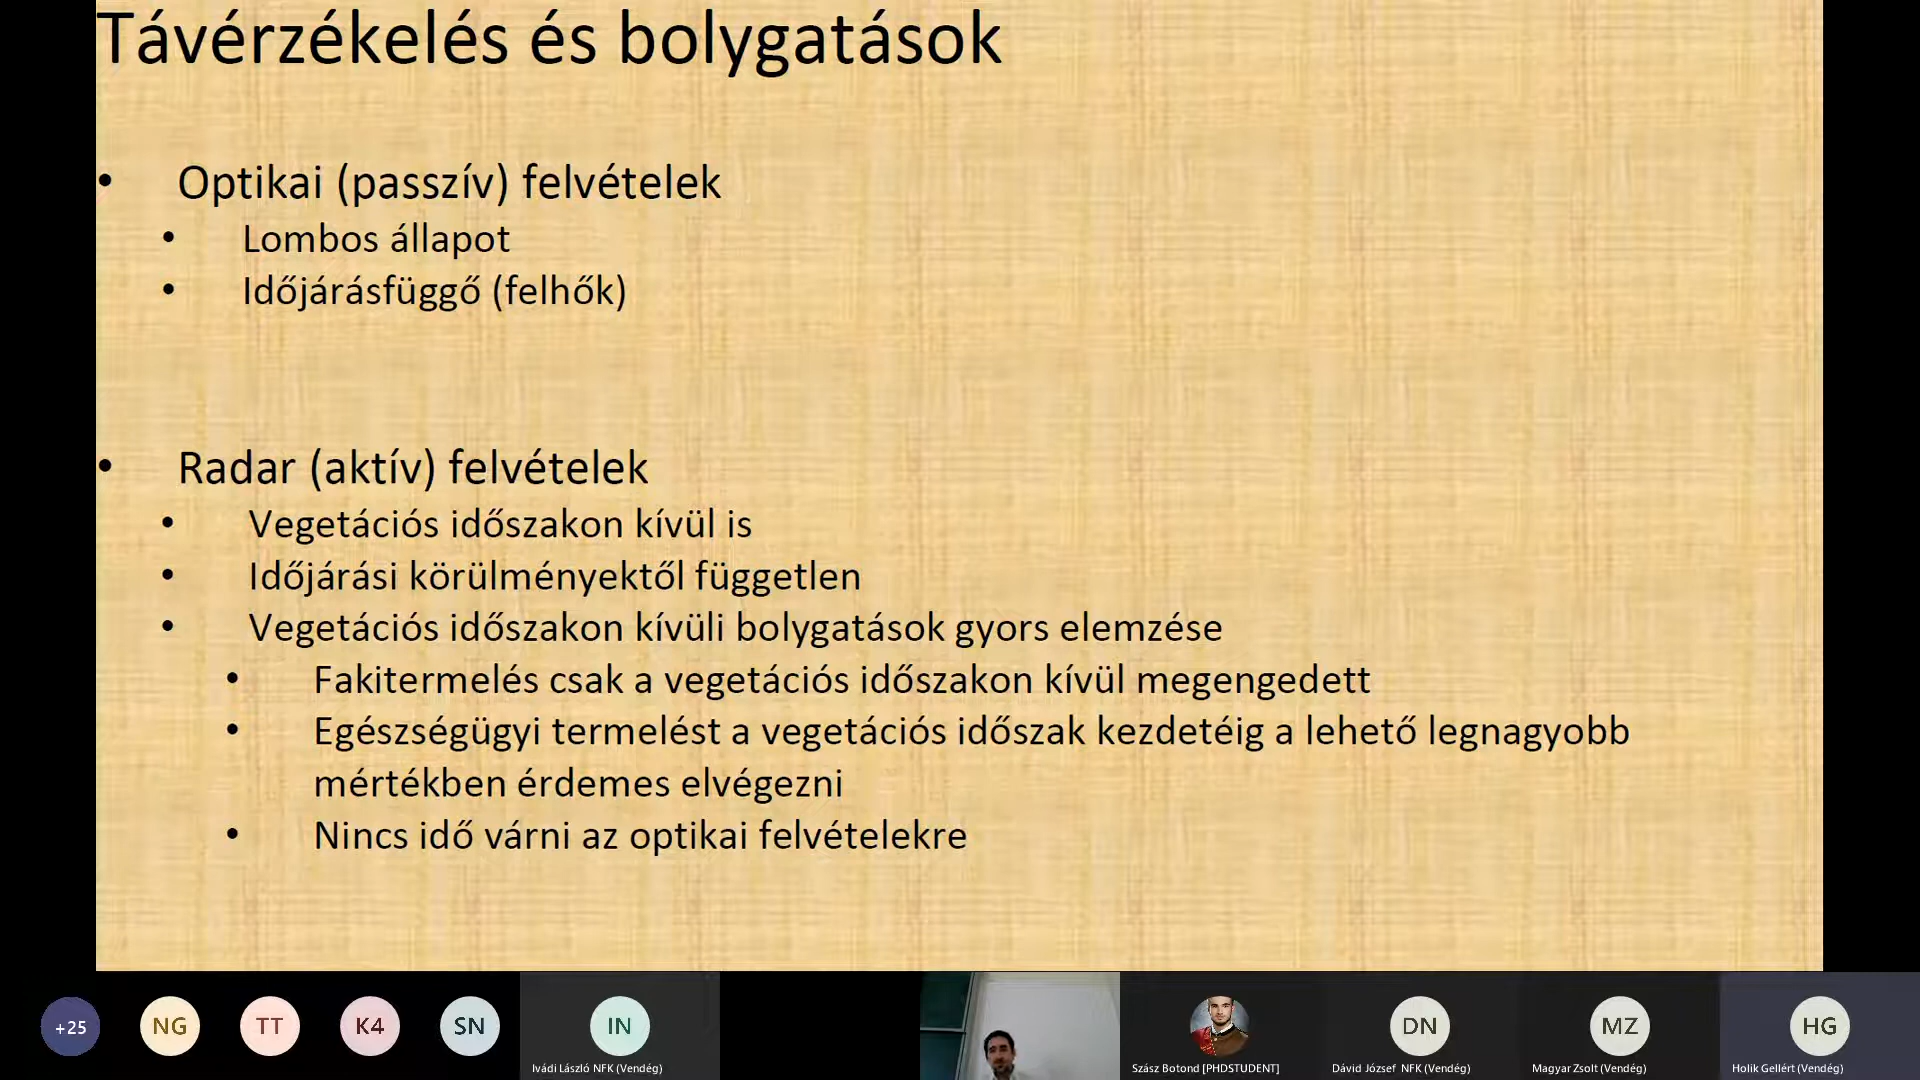 Távérzékelés és bolygatások
• Optikai (passzív) felvételek
• Lombos állapot
• Időjárásfüggő (felhők)
• Radar (aktív) felvételek
• Vegetációs időszakon kívül is
• Időjárási körülményektől független
• Vegetációs időszakon kívüli bolygatások gyors elemzése
• Fakitermelés csak a vegetációs időszakon kívül megengedett
• Egészségügyi termelést a vegetációs időszak kezdetéig a lehető legnagyobb
mértékben érdemes elvégezni
• Nincs idő várni az optikai felvételekre
+25 NG TT K4 SN IN DN MZ HG
Ivádi László NFK (Vendég) Szász Botond [PHDSTUDENT] Dávid József NFK (Vendég) Magyar Zsolt (Vendég) Holik Gellért (Vendég)